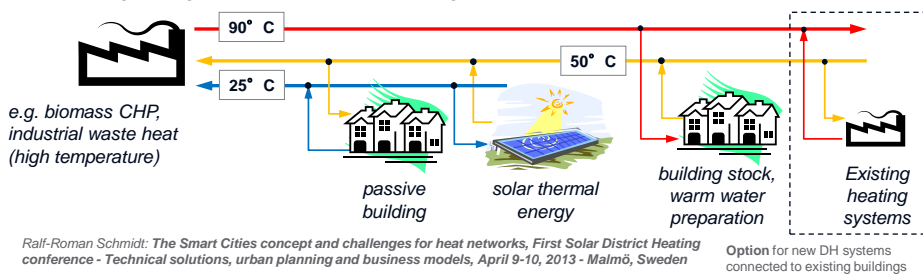 90° C
50° C
25° C
e.g. biomass CHP,
industrial waste heat
(high temperature)
passive
building
solar thermal
energy
building stock,
warm water
preparation
Existing
heating
systems
Ralf-Roman Schmidt: The Smart Cities concept and challenges for heat networks, First Solar District Heating
conference - Technical solutions, urban planning and business models, April 9-10, 2013 - Malmö, Sweden
Option for new DH systems
connected to existing buildings